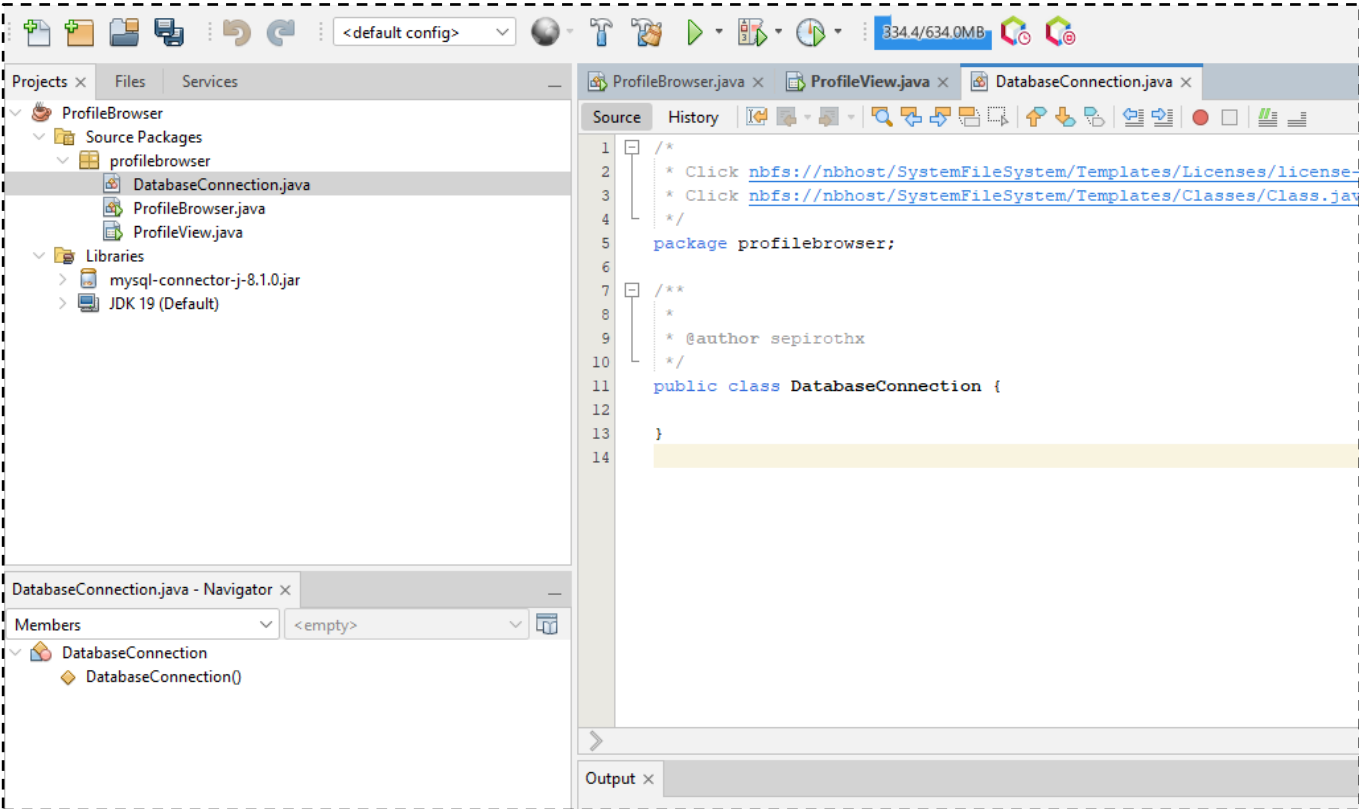 <default config>
334.4/634.0MB
Projects
Files
Services
ProfileBrowser
Source Packages
profilebrowser
DatabaseConnection.java
ProfileBrowser.java
ProfileView.java
Libraries
mysql-connector-j-8.1.0.jar
JDK 19 (Default)
DatabaseConnection.java - Navigator
Members
<empty>
DatabaseConnection
DatabaseConnection()
ProfileBrowser.java ProfileView.java DatabaseConnection.java
Source History
1 /*
2 * Click nbfs://nbhost/SystemFileSystem/Templates/Licenses/license-
3 * Click nbfs://nbhost/SystemFileSystem/Templates/Classes/Class.jav
4 */
5 package profilebrowser;
6
7 /**
8 *
9 * @author sepirothx
10 */
11 public class DatabaseConnection {
12
13 }
14
Output